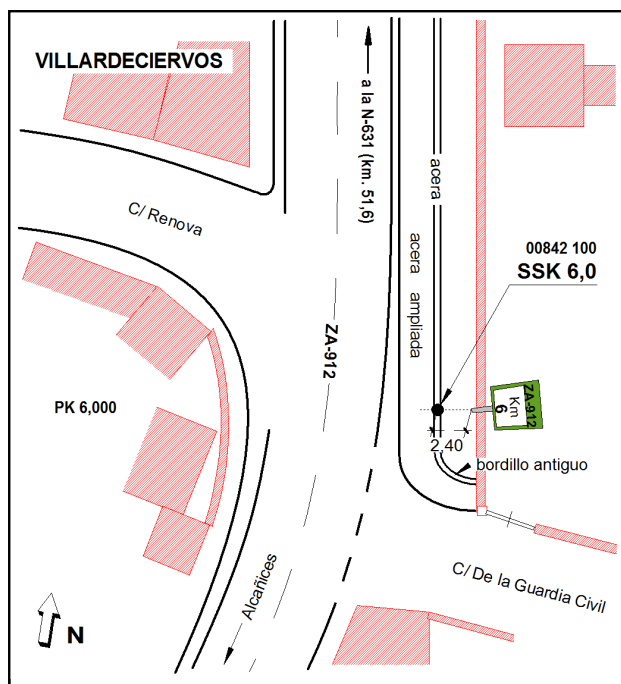 VILLARDECIERVOS
a la N-631 (km. 51,6)
acera
C/ Renova
acera ampliada
00842 100
SSK 6,0
ZA-912
PK 6,000
ZA-912
Km
6
2,40
bordillo antiguo
C/ De la Guardia Civil
Alcañices
N